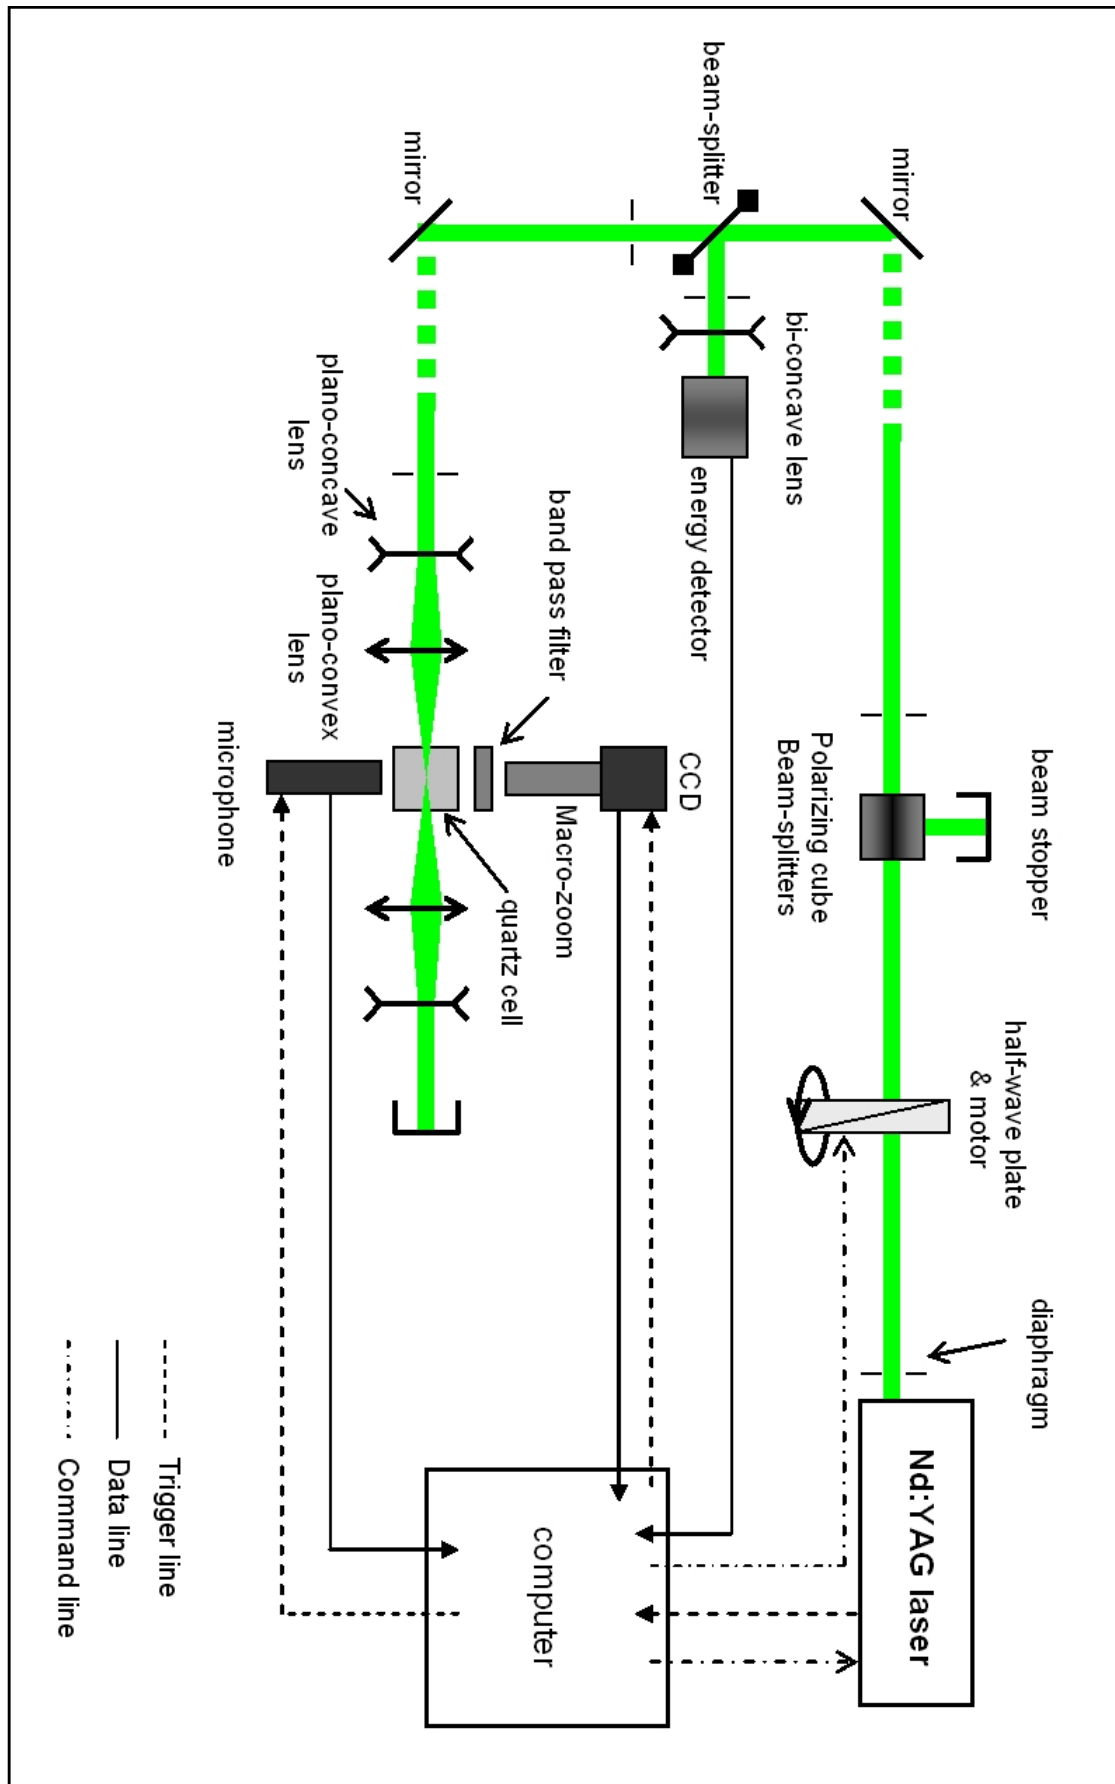 beam stopper
half-wave plate
& motor
diaphragm
mirror
Polarizing cube
Beam-splitters
Nd:YAG laser
beam-splitter
bi-concave lens
energy detector
CCD
Macro-zoom
band pass filter
quartz cell
computer
mirror
plano-concave
lens
plano-convex
lens
microphone
Trigger line
Data line
Command line